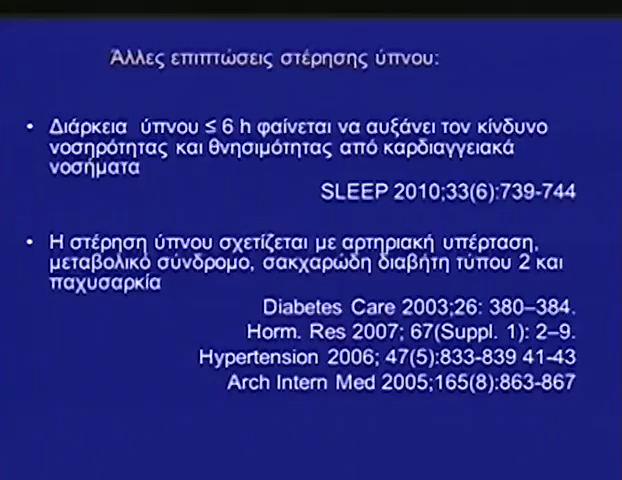 Άλλες επιπτώσεις στέρησης ύπνου:
• Διάρκεια ύπνου ≤ 6 h φαίνεται να αυξάνει τον κίνδυνο
νοσηρότητας και θνησιμότητας από καρδιαγγειακά
νοσήματα
SLEEP 2010;33(6):739-744
• Η στέρηση ύπνου σχετίζεται με αρτηριακή υπέρταση,
μεταβολικό σύνδρομο, σακχαρώδη διαβήτη τύπου 2 και
παχυσαρκία
Diabetes Care 2003;26: 380–384.
Horm. Res 2007; 67(Suppl. 1): 2–9.
Hypertension 2006; 47(5):833-839 41-43
Arch Intern Med 2005;165(8):863-867